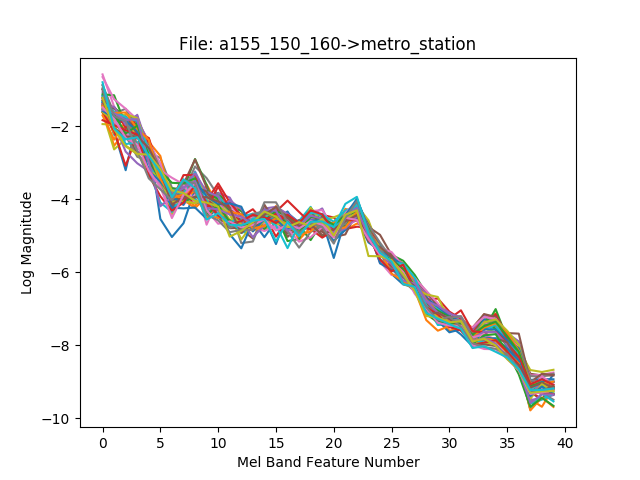 File: a155_150_160->metro_station
Log Magnitude
−2
−4
−6
−8
−10
0 5 10 15 20 25 30 35 40
Mel Band Feature Number